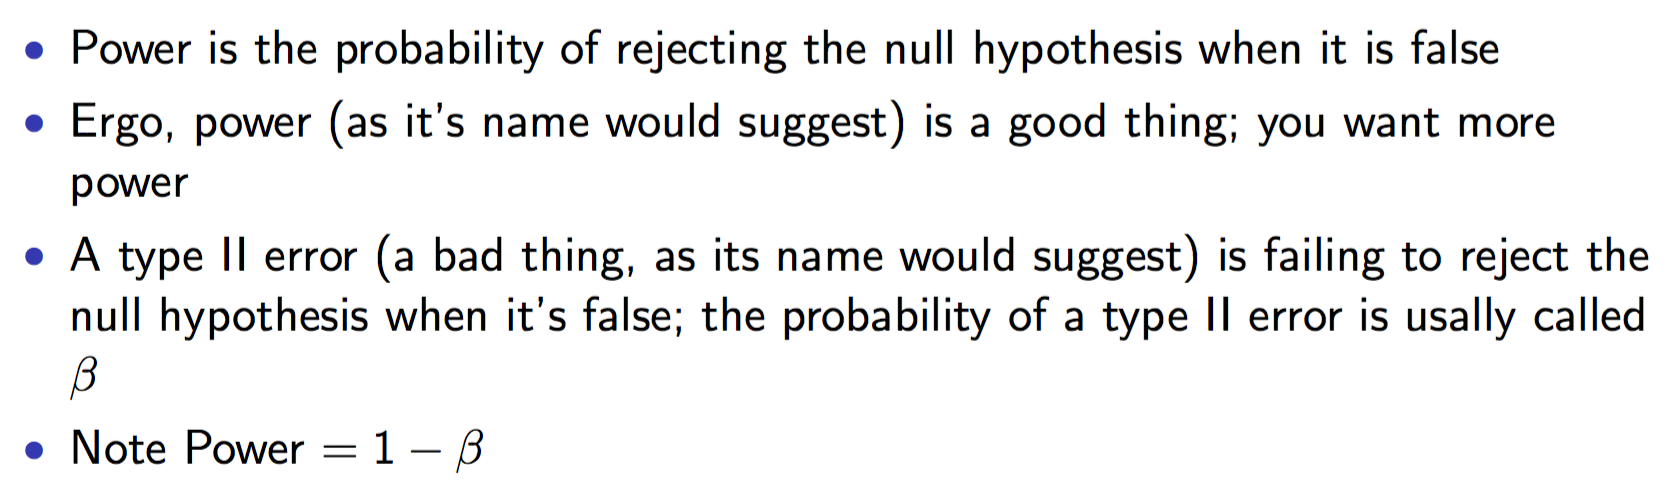 • Power is the probability of rejecting the null hypothesis when it is false
• Ergo, power (as it's name would suggest) is a good thing; you want more
power
• A type II error (a bad thing, as its name would suggest) is failing to reject the
null hypothesis when it's false; the probability of a type II error is usally called
β
• Note Power = 1 − β